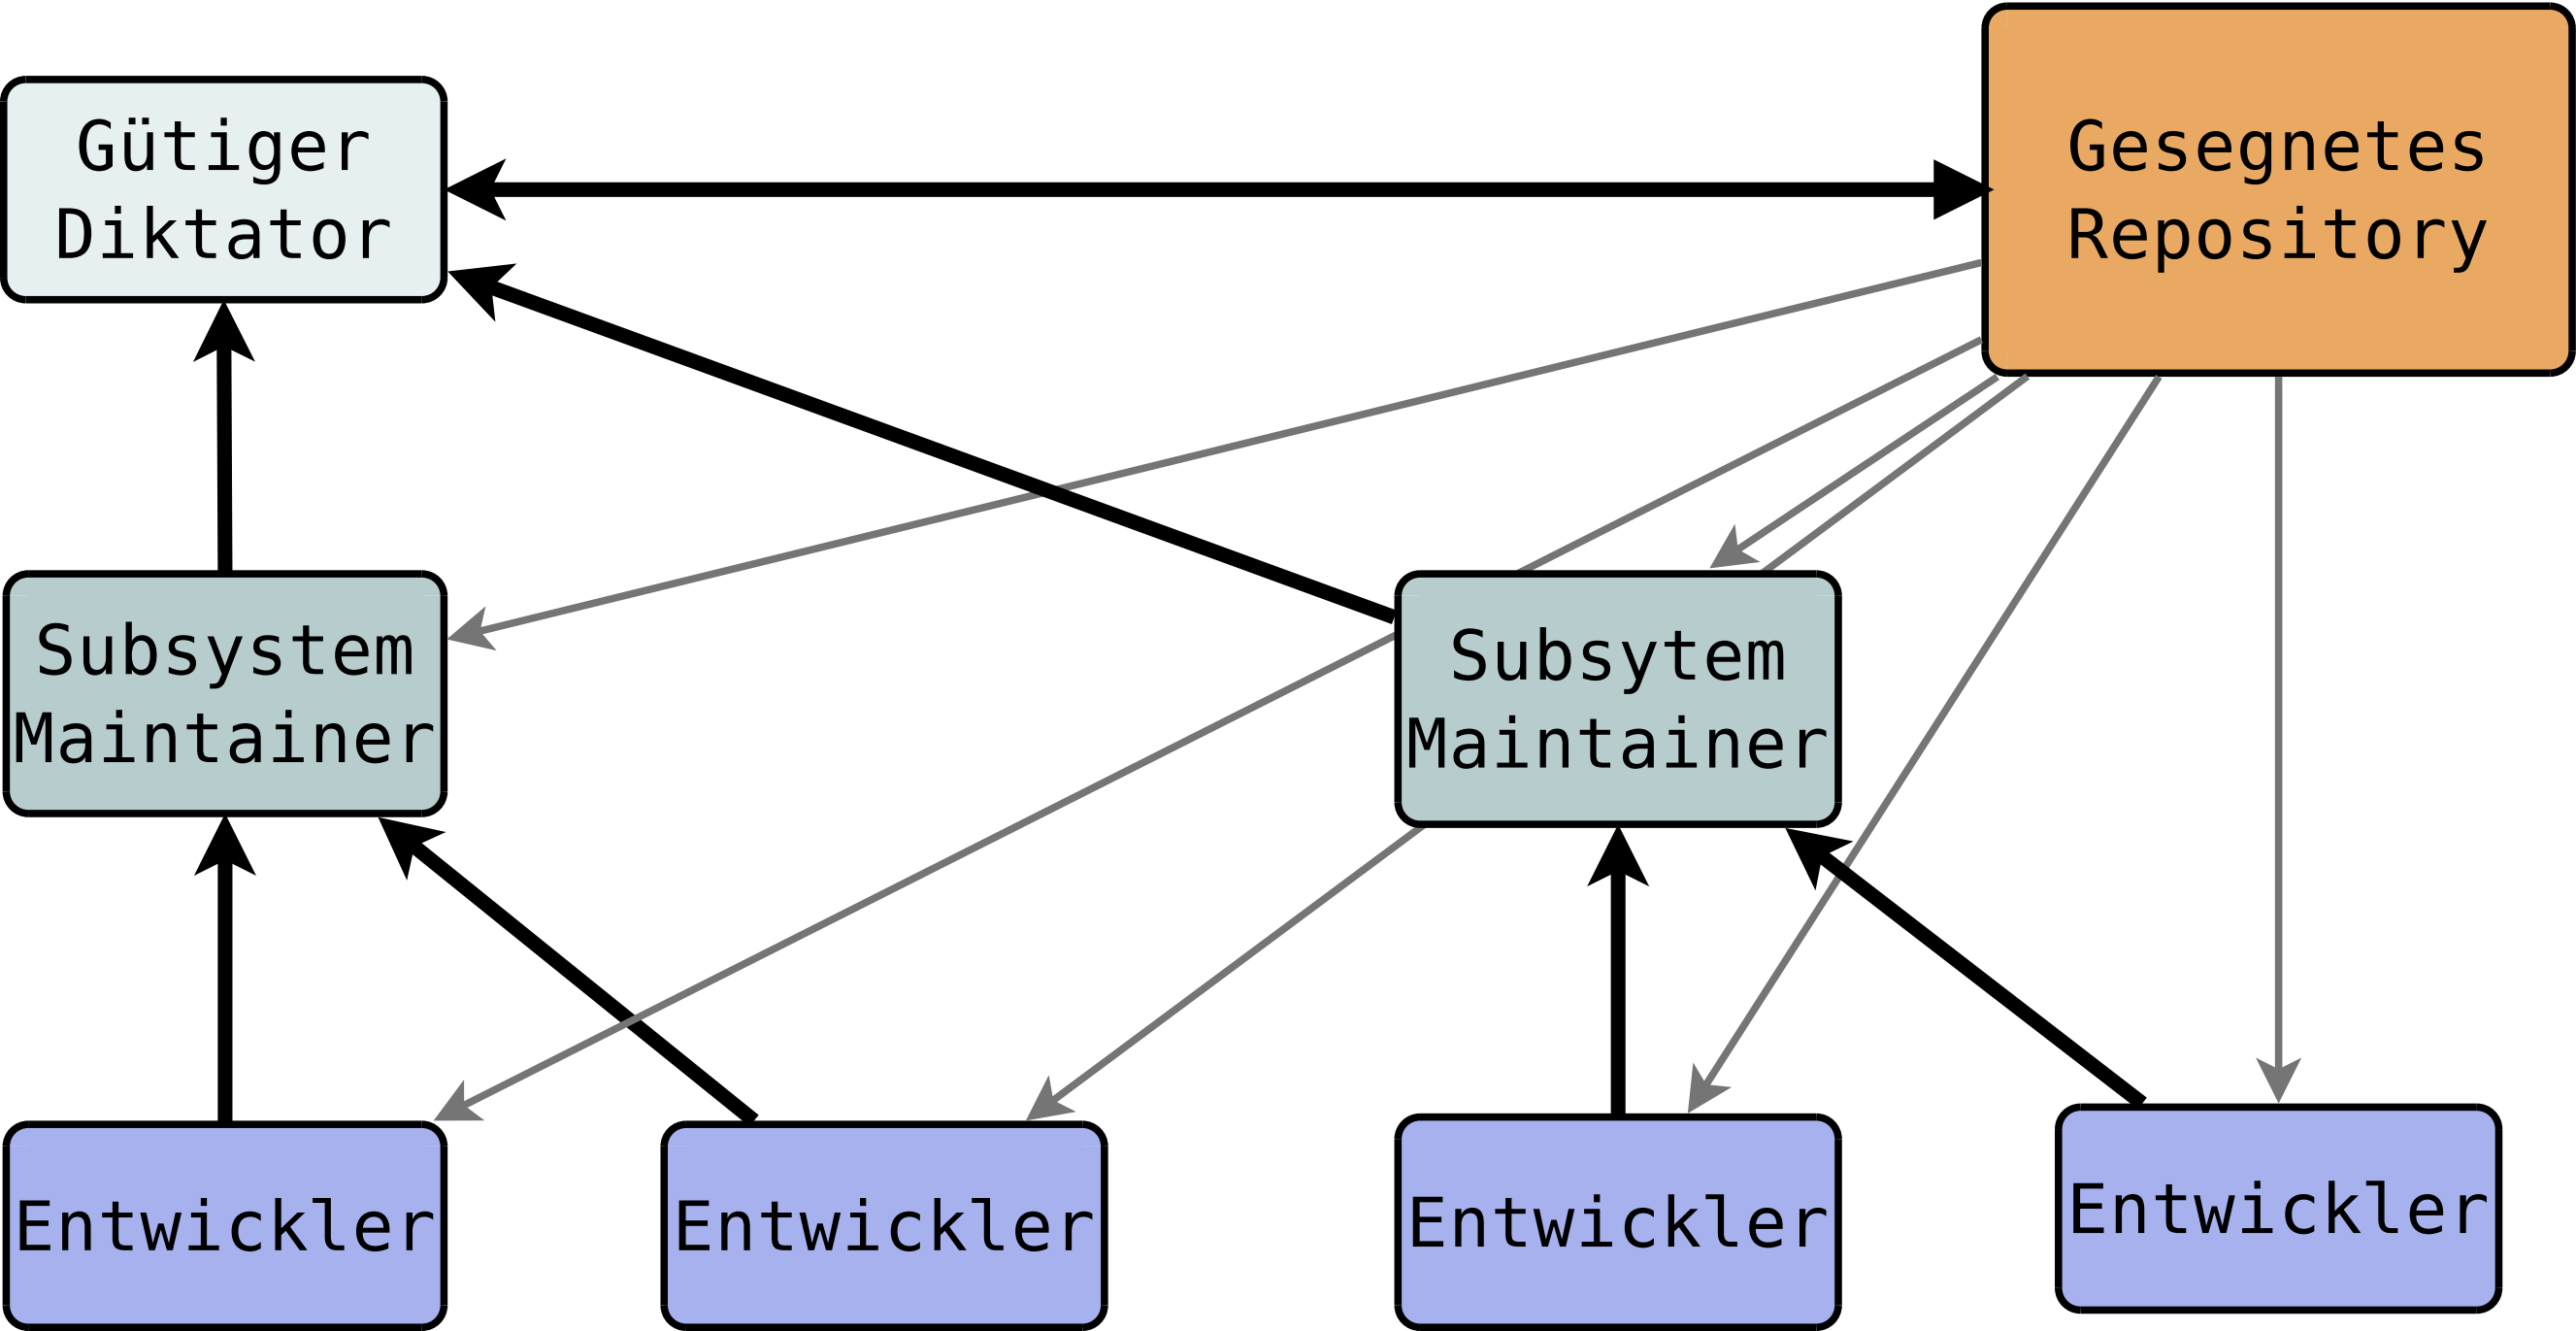 Gütiger
Diktator
Gesegnetes
Repository
Subsystem
Maintainer
Subsytem
Maintainer
Entwickler
Entwickler
Entwickler
Entwickler